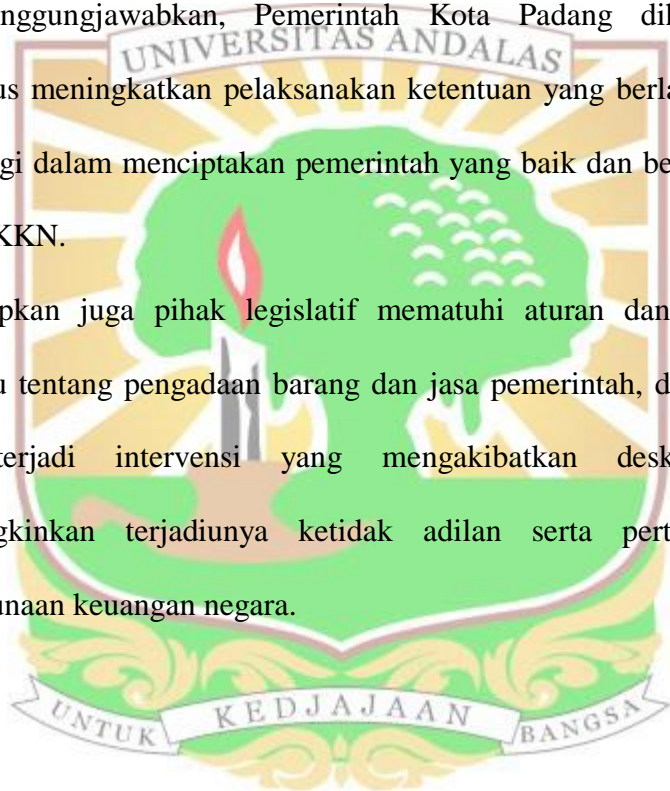 nggungjawabkan, Pemerintah Kota Padang
UNIVERSITAS ANDALAS
us meningkatkan pelaksanakan ketentuan yang berla
gi dalam menciptakan pemerintah yang baik dan be
KKN.
pkan juga pihak legislatif mematuhi aturan dan
u tentang pengadaan barang dan jasa pemerintah, d
terjadi intervensi yang mengakibatkan desk
gkinkan terjadiunya ketidak adilan serta pert
unaan keuangan negara.
UNTUK KEDJAJAAN BANGSA